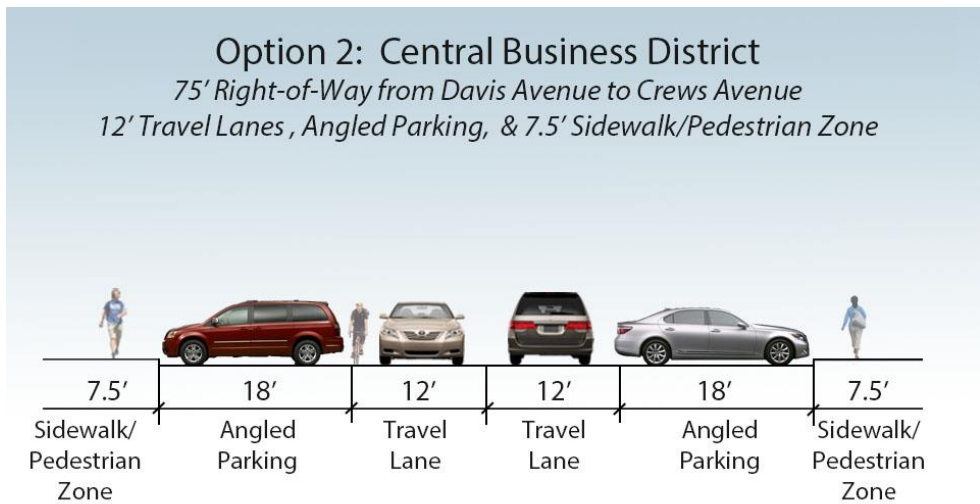 Option 2: Central Business District
75' Right-of-Way from Davis Avenue to Crews Avenue
12' Travel Lanes , Angled Parking, & 7.5' Sidewalk/Pedestrian Zone
7.5' 18' 12' 12' 18' 7.5'
Sidewalk/ Angled Travel Travel Angled Sidewalk/
Pedestrian Parking Lane Lane Parking Pedestrian
Zone Zone